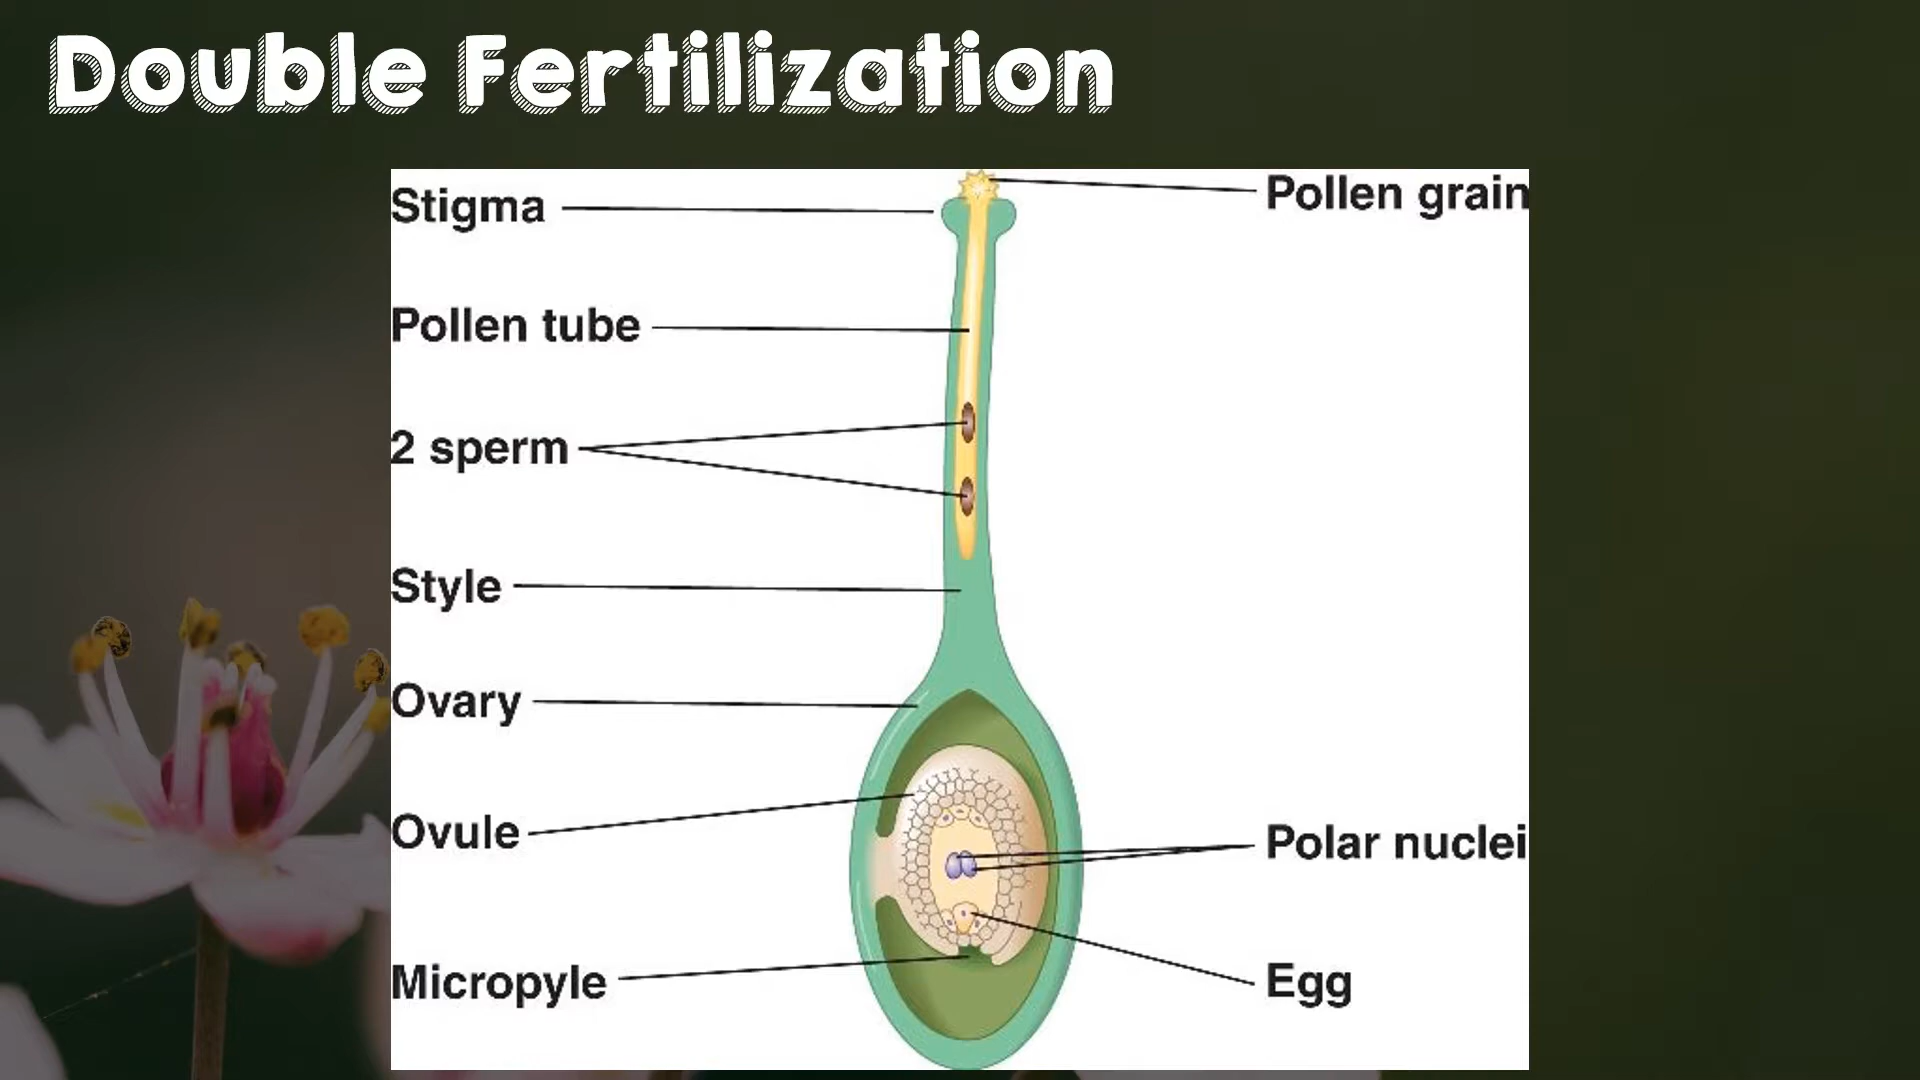 Double Fertilization
Stigma
Pollen grain
Pollen tube
2 sperm
Style
Ovary
Ovule
Polar nuclei
Micropyle
Egg